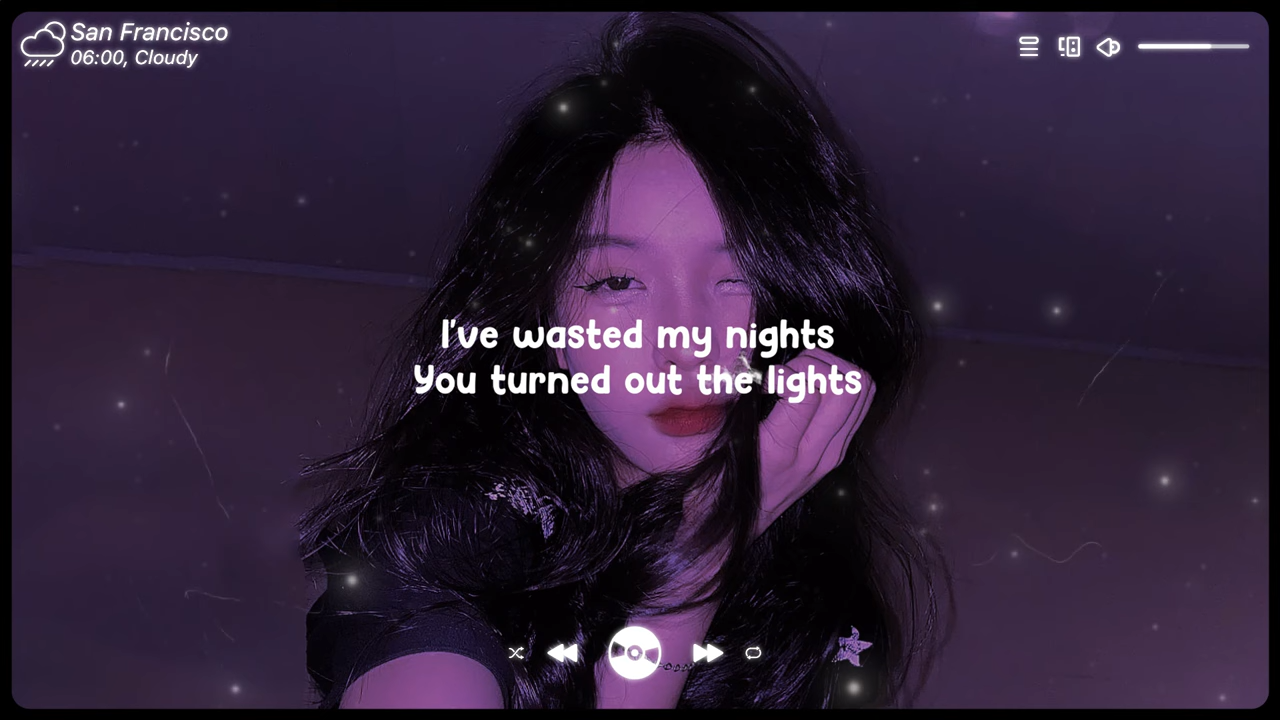 San Francisco
06:00, Cloudy
I've wasted my nights
You turned out the lights